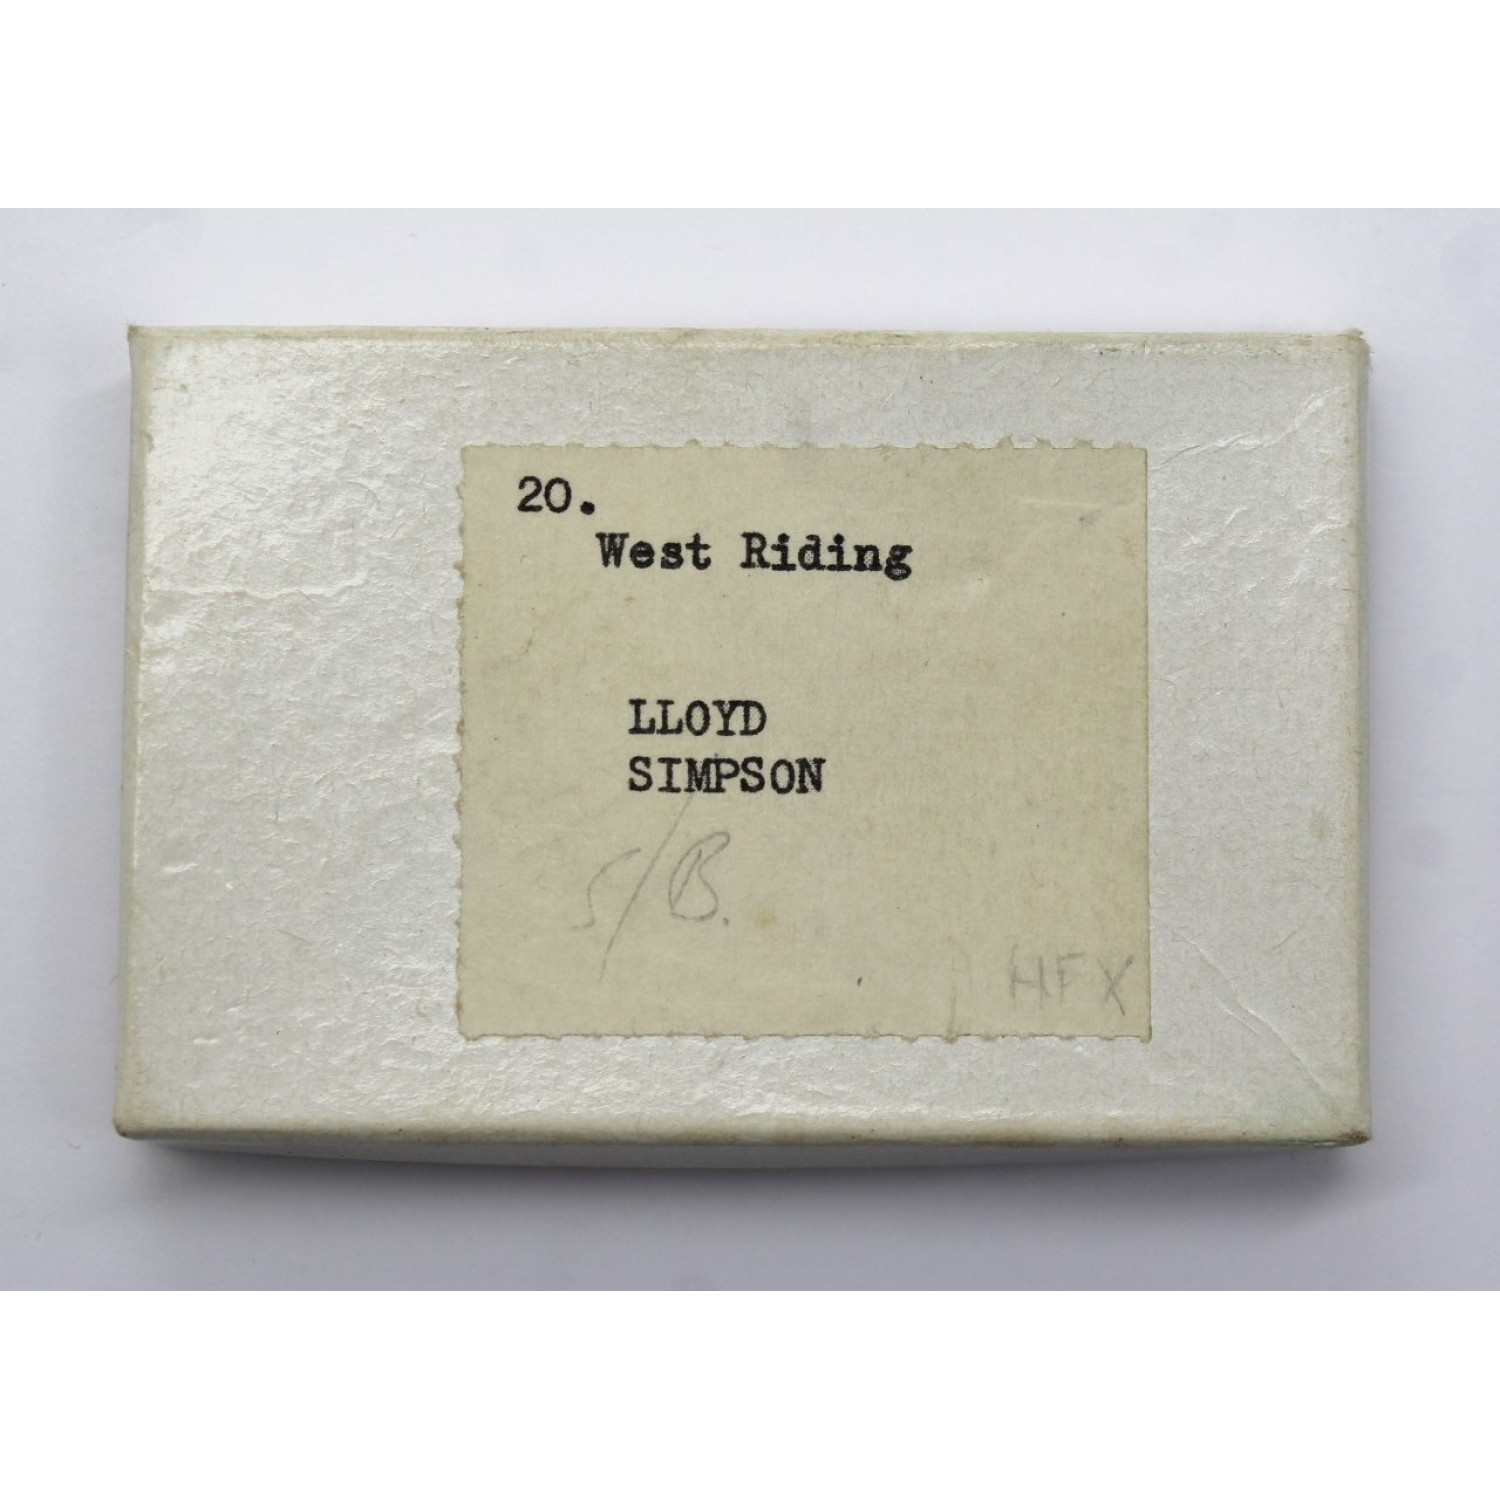 20.
West Riding
LLOYD
SIMPSON
S/B.
HFX